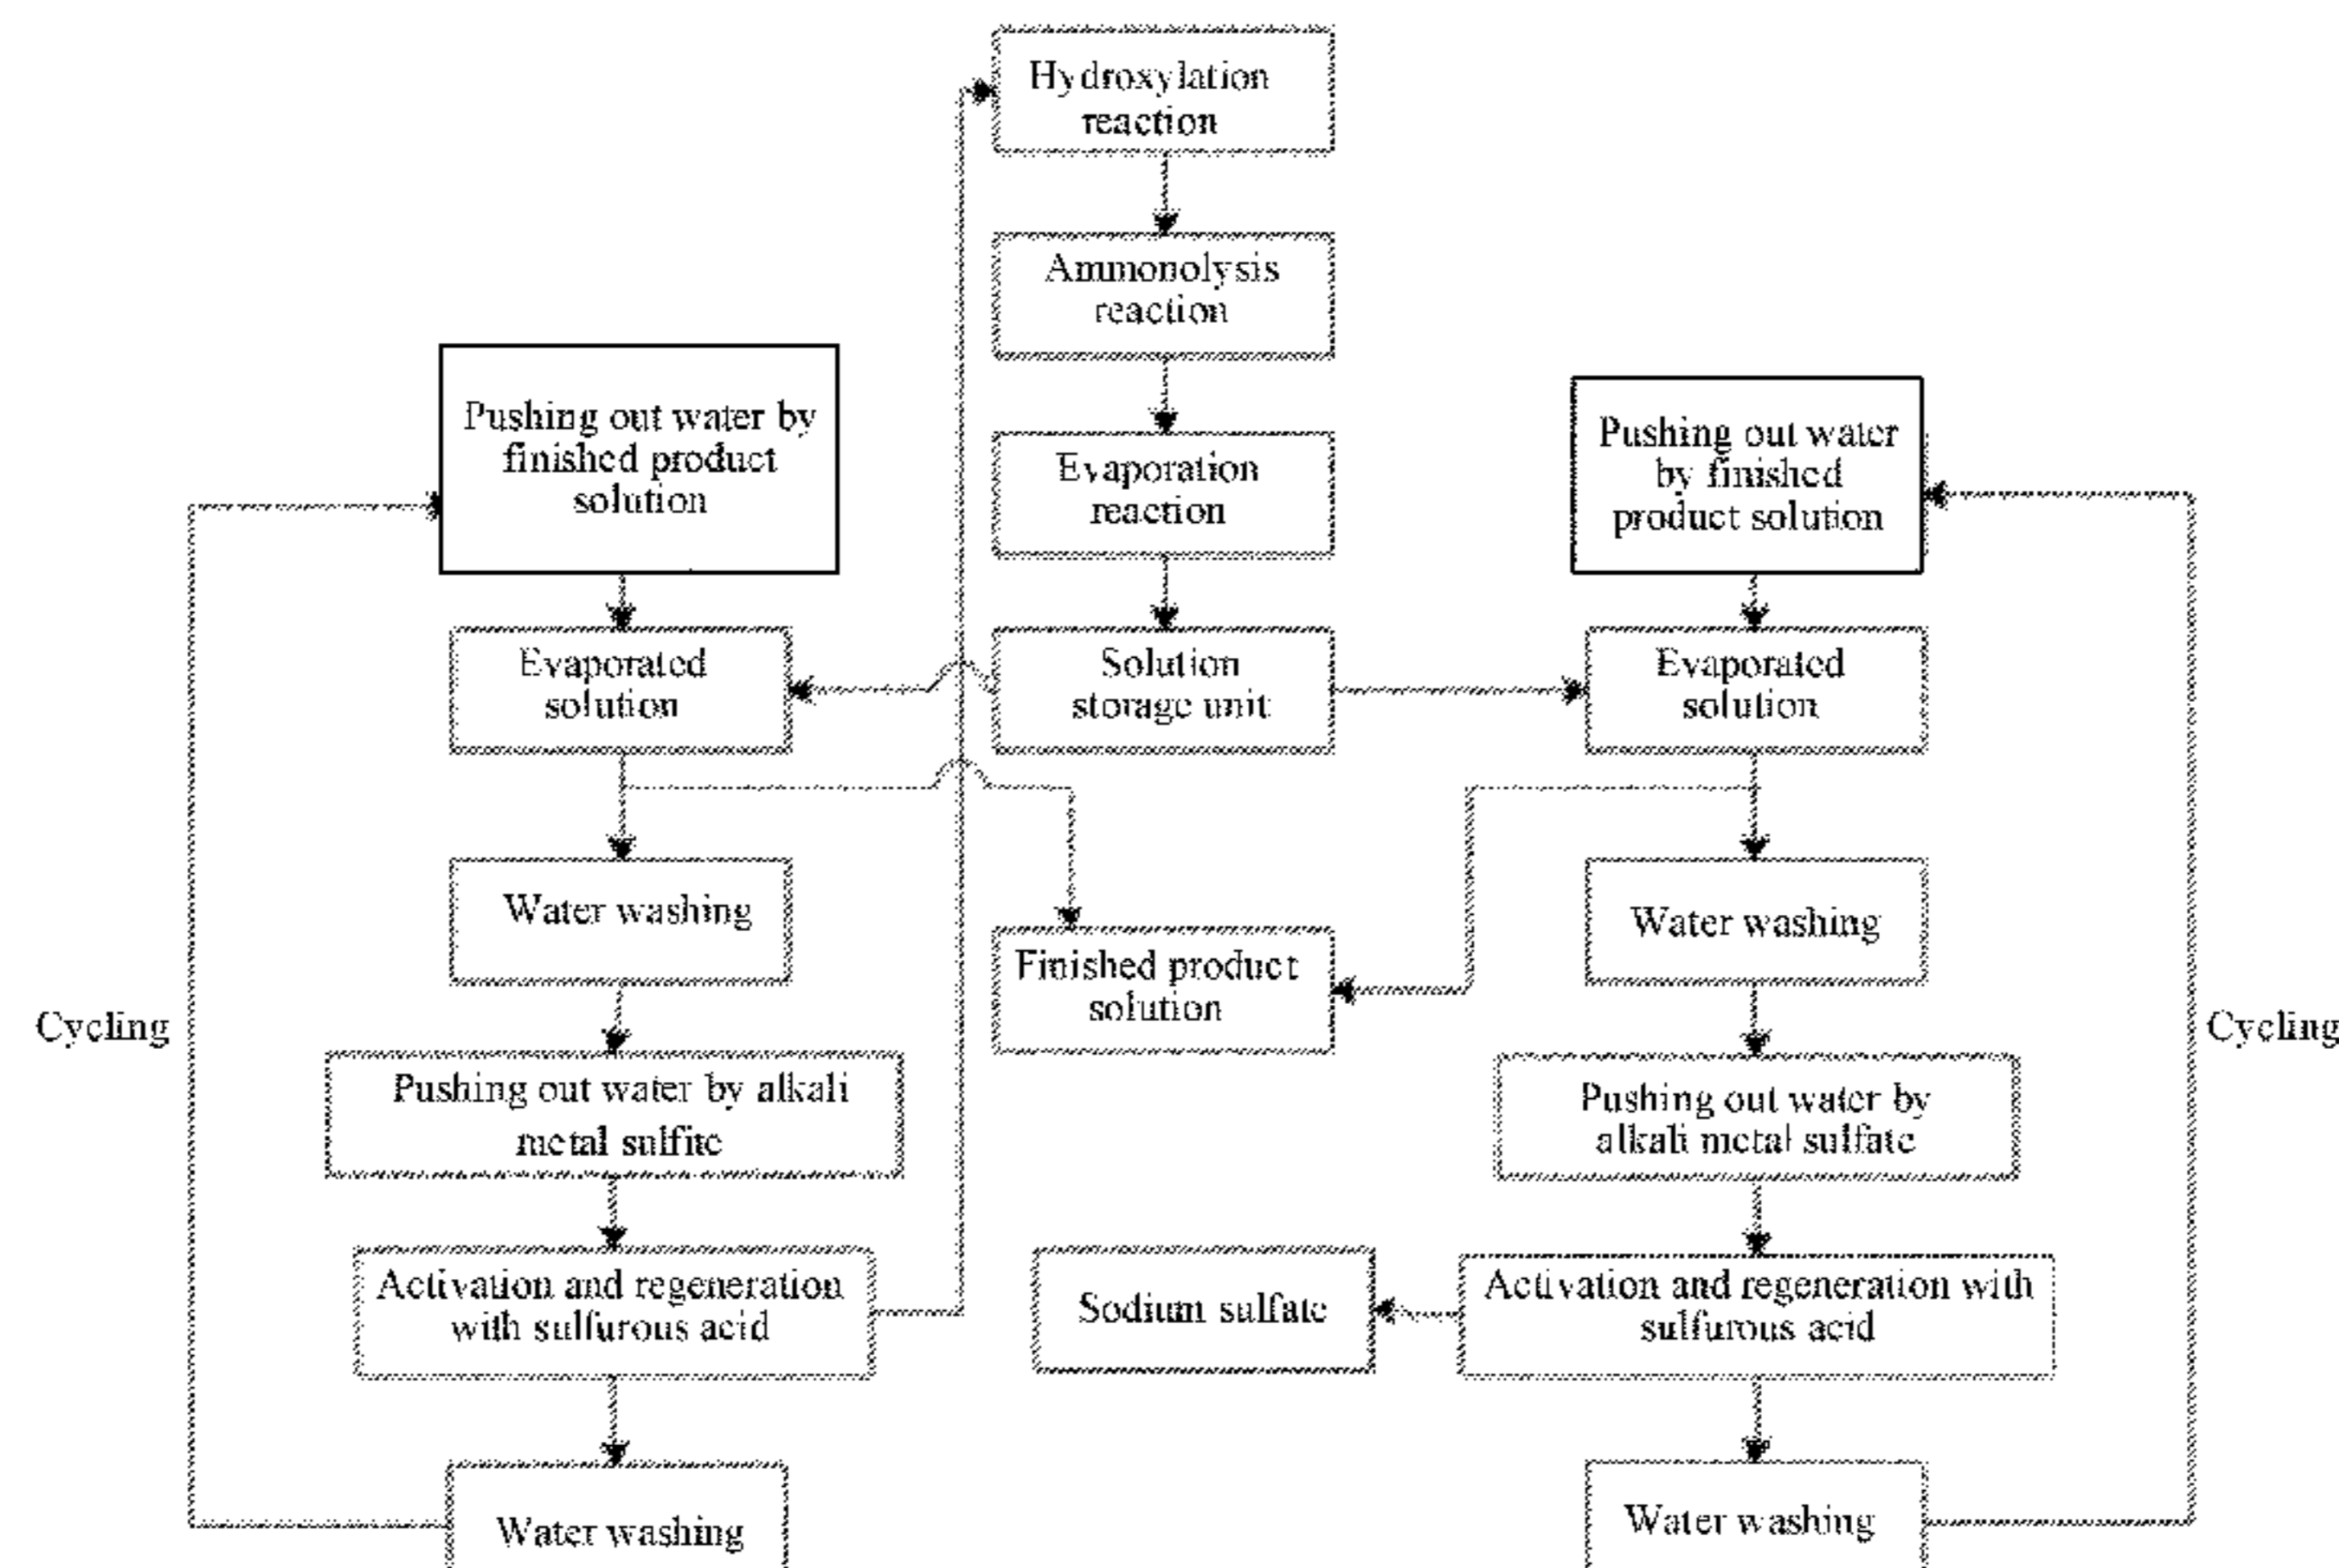 Hydroxylation
reaction
Ammonolysis
reaction
Pushing out water by
finished product
solution
Evaporation
reaction
Pushing out water
by finished
product solution
Evaporated
solution
Solution
storage unit
Evaporated
solution
Water washing
Finished product
solution
Water washing
Cycling
Cycling
Pushing out water by alkali
metal sulfite
Pushing out water by
alkali metal sulfate
Activation and regeneration
with sulfurous acid
Sodium sulfate
Activation and regeneration with
sulfurous acid
Water washing
Water washing